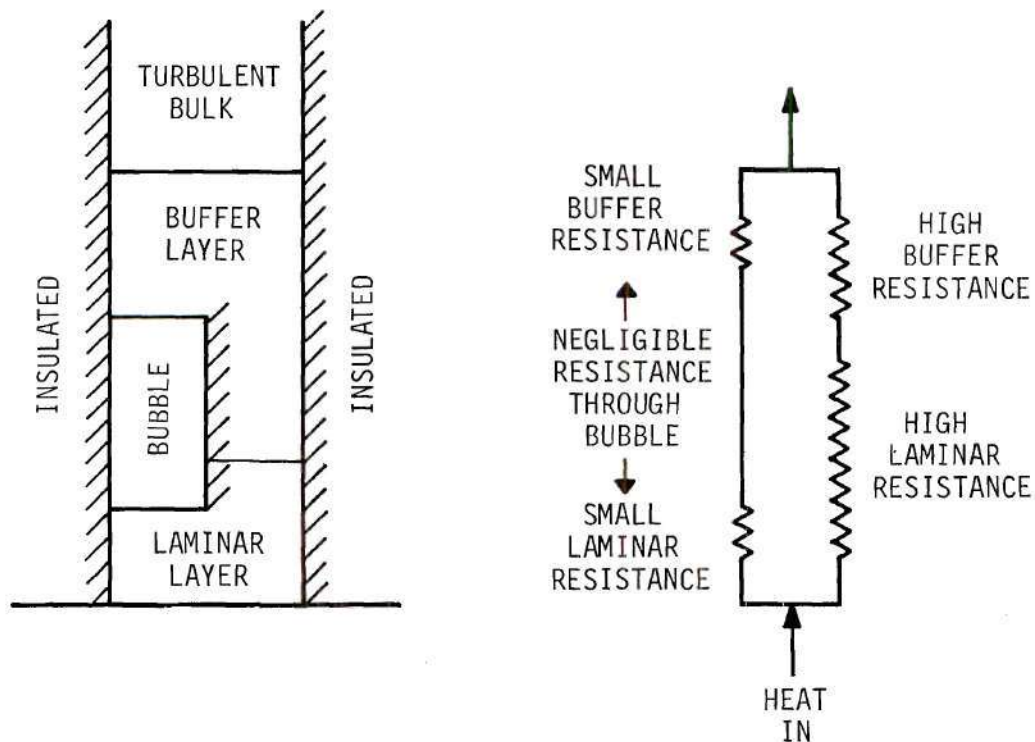 TURBULENT
BULK
BUFFER
LAYER
INSULATED
BUBBLE
INSULATED
LAMINAR
LAYER
SMALL
BUFFER
RESISTANCE
NEGLIGIBLE
RESISTANCE
THROUGH
BUBBLE
SMALL
LAMINAR
RESISTANCE
HIGH
BUFFER
RESISTANCE
HIGH
LAMINAR
RESISTANCE
HEAT
IN